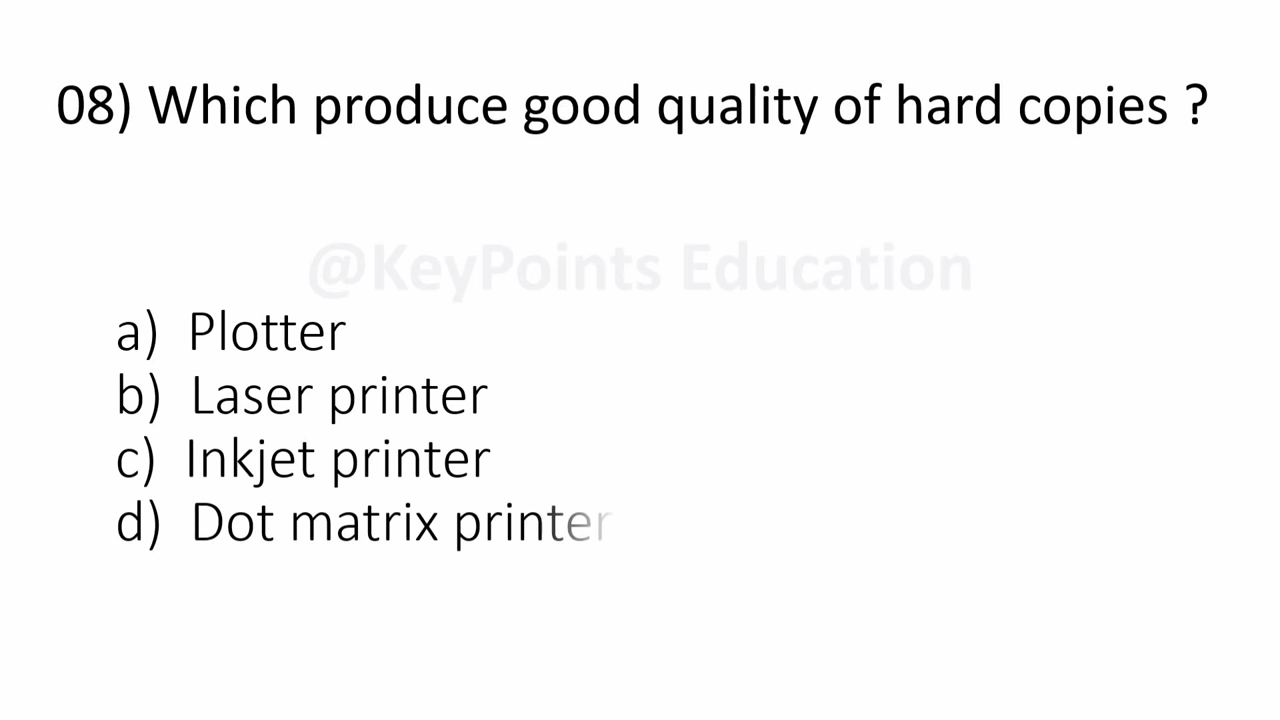 08) Which produce good quality of hard copies ?
@KeyPoints Education
a) Plotter
b) Laser printer
c) Inkjet printer
d) Dot matrix printer